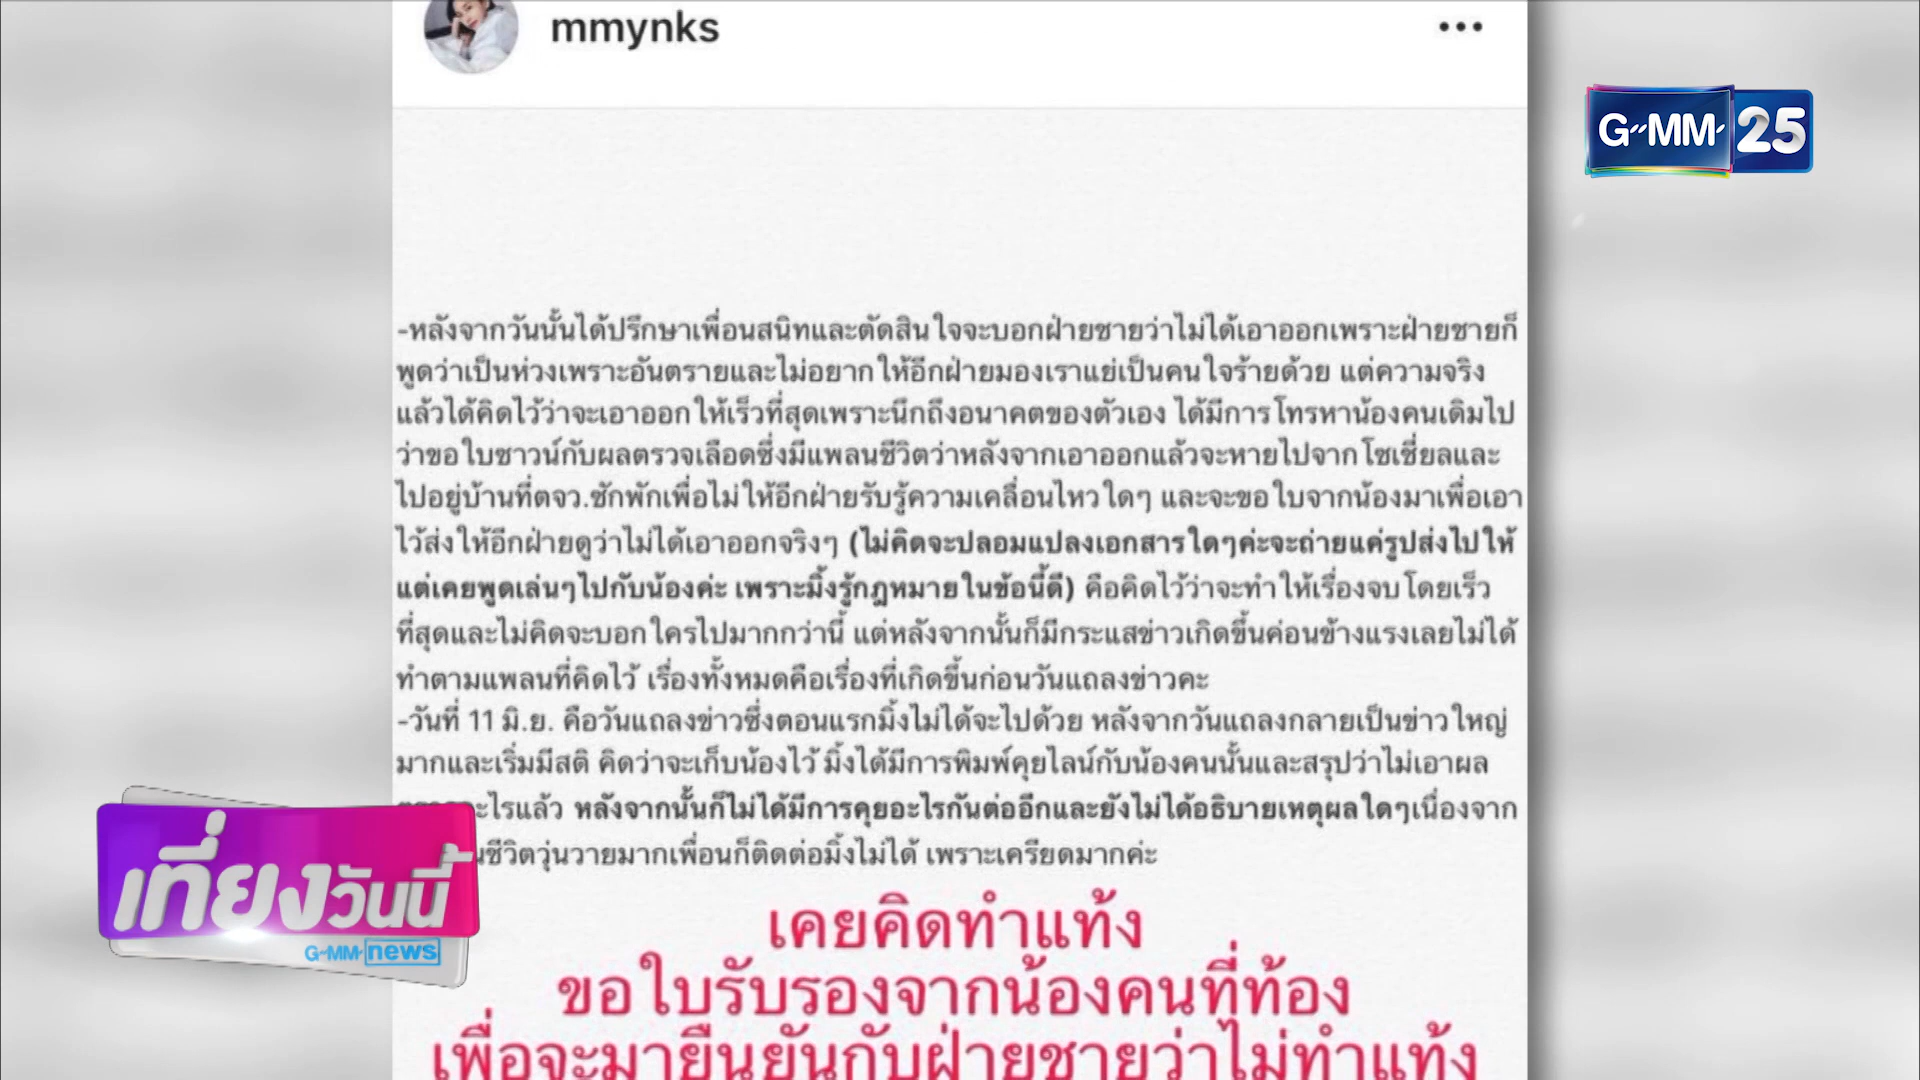 mmynks
G-MM 25
-หลังจากวันนั้นได้ปรึกษาเพื่อนสนิทและตัดสินใจจะบอกฝ่ายชายว่าไม่ได้เอาออกเพราะฝ่ายชายก็
พูดว่าเป็นห่วงเพราะอันตรายและไม่อยากให้อีกฝ่ายมองเราแย่เป็นคนใจร้ายด้วย แต่ความจริง
แล้วได้คิดไว้ว่าจะเอาออกให้เร็วที่สุดเพราะนึกถึงอนาคตของตัวเอง ได้มีการโทรหาน้องคนเดิมไป
ว่าขอใบซาวน์กับผลตรวจเลือดซึ่งมีแพลนชีวิตว่าหลังจากเอาออกแล้วจะหายไปจากโซเชี่ยลและ
ไปอยู่บ้านที่ตจว.ซักพักเพื่อไม่ให้อีกฝ่ายรับรู้ความเคลื่อนไหวใดๆ และจะขอใบจากน้องมาเพื่อเอา
ไว้ส่งให้อีกฝ่ายดูว่าไม่ได้เอาออกจริงๆ (ไม่คิดจะปลอมแปลงเอกสารใดๆค่ะจะถ่ายแค่รูปส่งไปให้
แต่เคยพูดเล่นๆไปกับน้องค่ะ เพราะมิ้งรู้กฎหมายในข้อนี้ดี) คือคิดไว้ว่าจะทำให้เรื่องจบโดยเร็ว
ที่สุดและไม่คิดจะบอกใครไปมากกว่านี้ แต่หลังจากนั้นก็มีกระแสข่าวเกิดขึ้นค่อนข้างแรงเลยไม่ได้
ทำตามแพลนที่คิดไว้ เรื่องทั้งหมดคือเรื่องที่เกิดขึ้นก่อนวันแถลงข่าวคะ
-วันที่ 11 มิ.ย. คือวันแถลงข่าวซึ่งตอนแรกมิ้งไม่ได้จะไปด้วย หลังจากวันแถลงกลายเป็นข่าวใหญ่
มากและเริ่มมีสติ คิดว่าจะเก็บน้องไว้ มิ้งได้มีการพิมพ์คุยไลน์กับน้องคนนั้นและสรุปว่าไม่เอาผล
อะไรแล้ว หลังจากนั้นก็ไม่ได้มีการคุยอะไรกันต่ออีกและยังไม่ได้อธิบายเหตุผลใดๆเนื่องจาก
ชีวิตวุ่นวายมากเพื่อนก็ติดต่อมิ้งไม่ได้ เพราะเครียดมากค่ะ
เที่ยงวันนี้
G-MM news
เคยคิดทำแท้ง
ขอใบรับรองจากน้องคนที่ท้อง
เพื่อจะมายืนยันกับฝ่ายชายว่าไม่ทำแท้ง